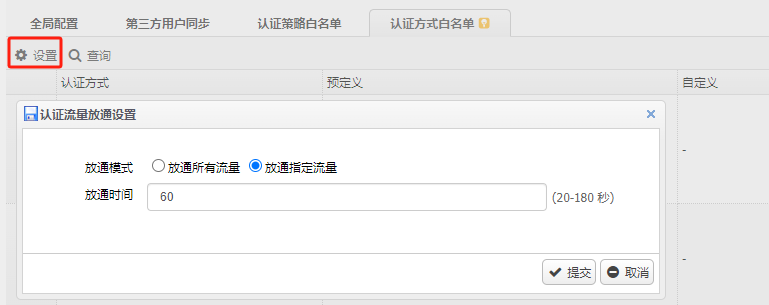 全局配置 第三方用户同步 认证策略白名单 认证方式白名单
设置 查询
认证方式 预定义 自定义
认证流量放通设置
-
放通模式 放通所有流量 放通指定流量
放通时间 60 (20-180 秒)
提交 取消
-